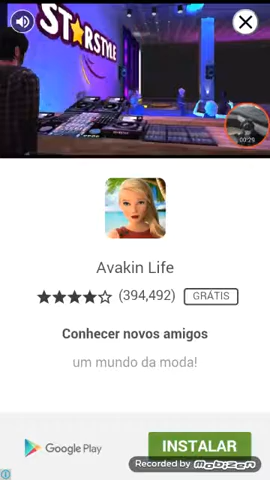 STARSTYLE
00:29
Avakin Life
(394,492) GRÁTIS
Conhecer novos amigos
um mundo da moda!
Google Play
INSTALAR
Recorded by mobizen